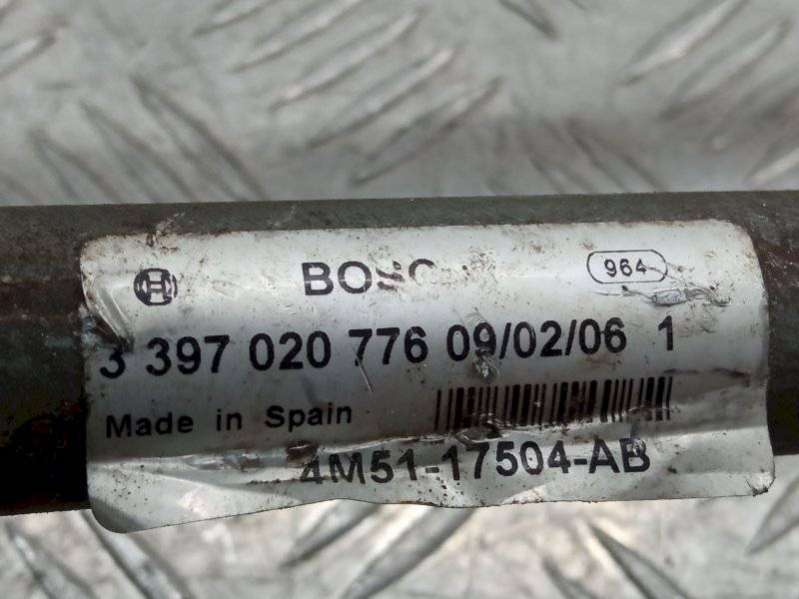 BOSC 964
3 397 020 776 09/02/06 1
Made in Spain
4M51-17504-AB